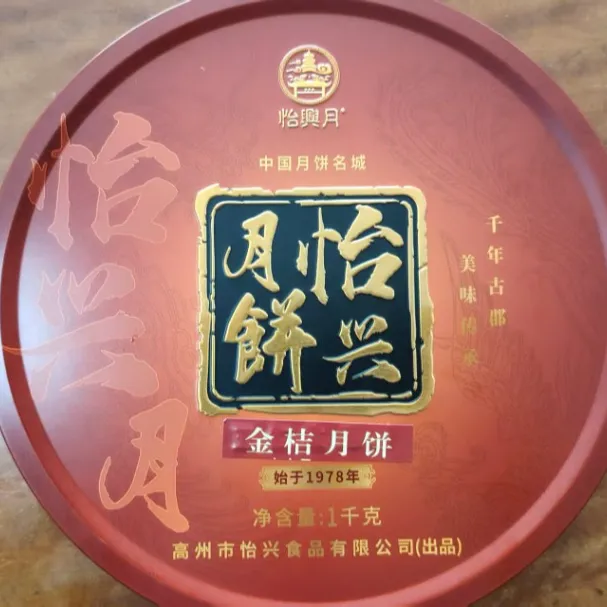 怡興月
中国月饼名城
怡兴
月餅
千年古郡
美味传承
怡兴月
金桔月饼
始于1978年
净含量:1千克
高州市怡兴食品有限公司(出品)